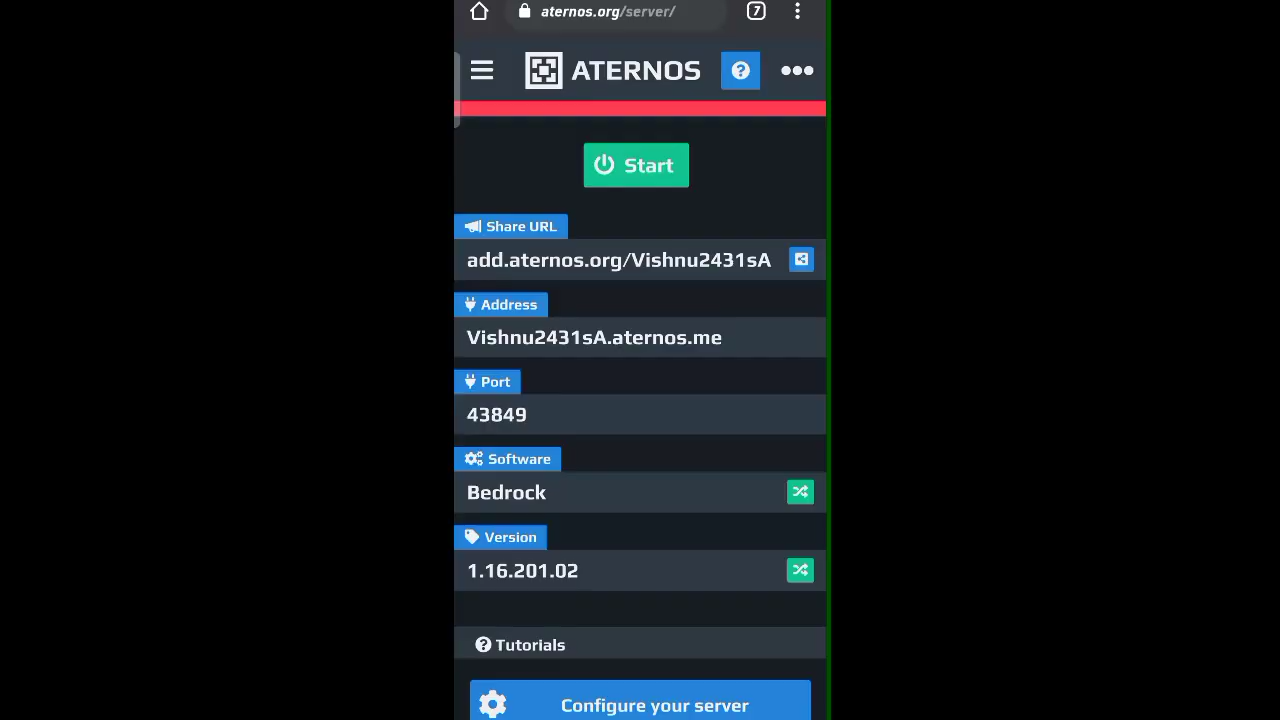 aternos.org/server/
7
ATERNOS
Start
Share URL
add.aternos.org/Vishnu2431sA
Address
Vishnu2431sA.aternos.me
Port
43849
Software
Bedrock
Version
1.16.201.02
Tutorials
Configure your server